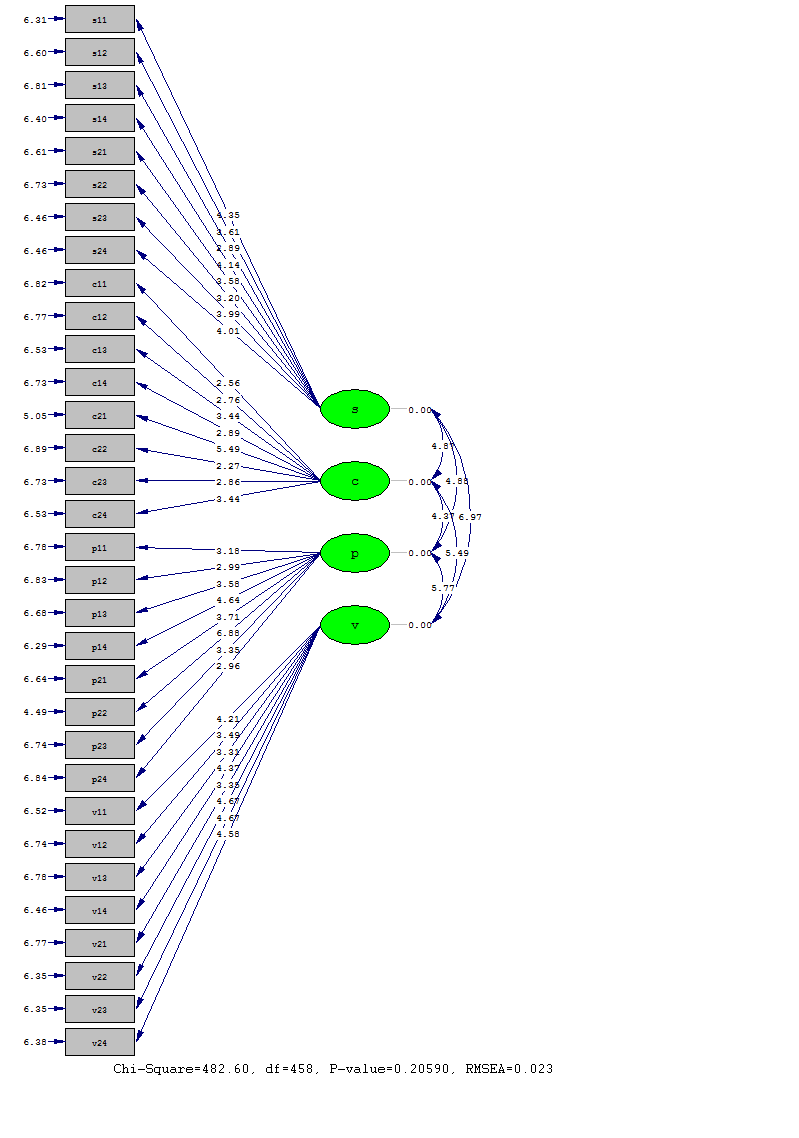 6.31 s11
6.60 s12
6.81 s13
6.40 s14
6.61 s21
6.73 s22
6.46 s23
6.46 s24
6.82 c11
6.77 c12
6.53 c13
6.73 c14
5.05 c21
6.89 c22
6.73 c23
6.53 c24
6.78 p11
6.83 p12
6.68 p13
6.29 p14
6.64 p21
4.49 p22
6.74 p23
6.84 p24
6.52 v11
6.74 v12
6.78 v13
6.46 v14
6.77 v21
6.35 v22
6.35 v23
6.38 v24
4.35
3.61
2.89
4.14
3.58
3.20
3.99
4.01
2.56
2.76
3.44
2.89
5.49
2.27
2.86
3.44
3.18
2.99
3.58
4.64
3.71
6.88
3.35
2.96
4.21
3.49
3.31
4.37
3.35
4.67
4.67
4.58
s 0.00
c 0.00
p 0.00
v 0.00
4.87
4.88
4.37 6.97
5.49
5.77
Chi-Square=482.60, df=458, P-value=0.20590, RMSEA=0.023